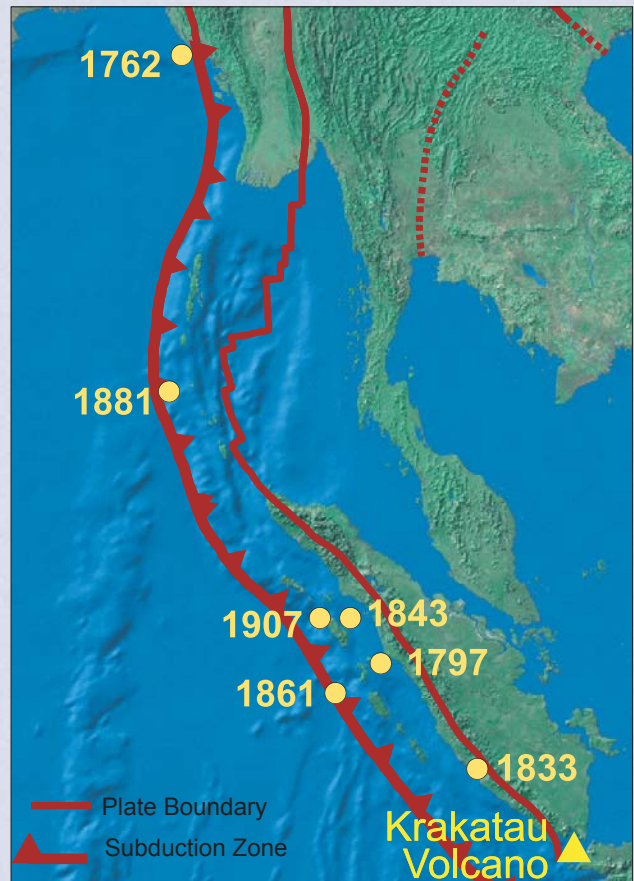 1762
1881
1907
1843
1797
1861
1833
Plate Boundary
Krakatau
Volcano
Subduction Zone